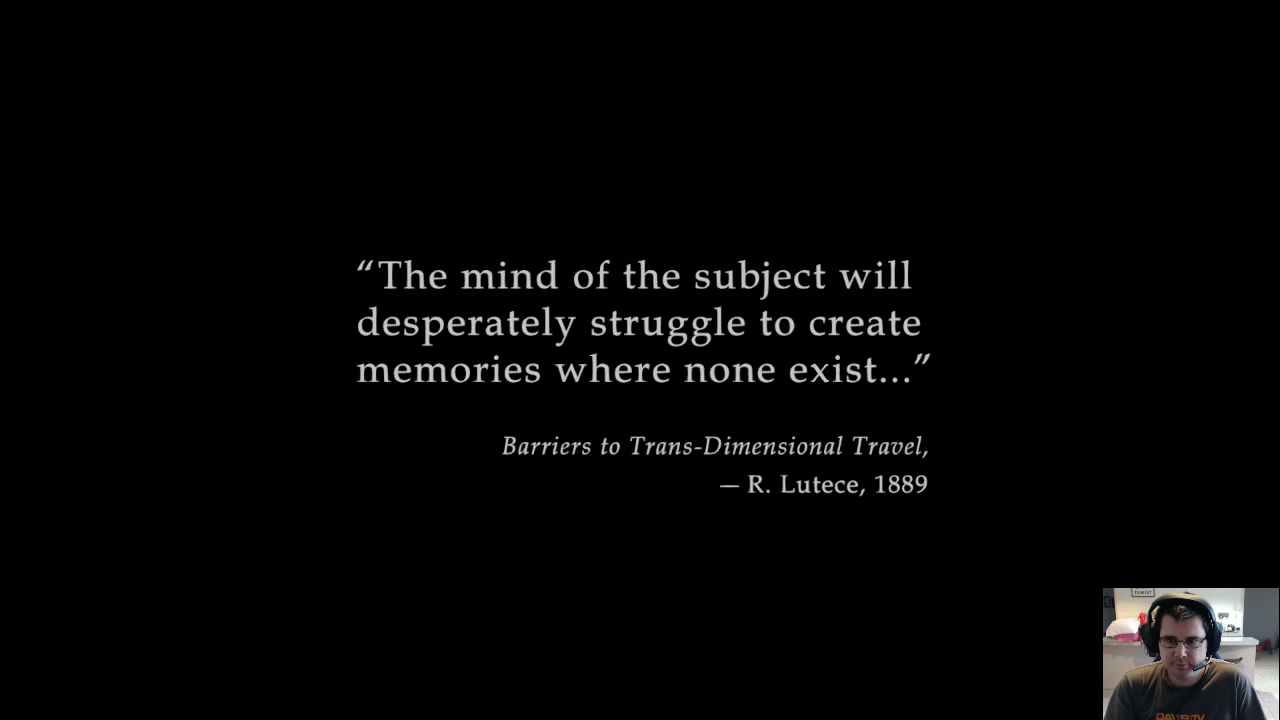 “The mind of the subject will
desperately struggle to create
memories where none exist...”
Barriers to Trans-Dimensional Travel,
— R. Lutece, 1889